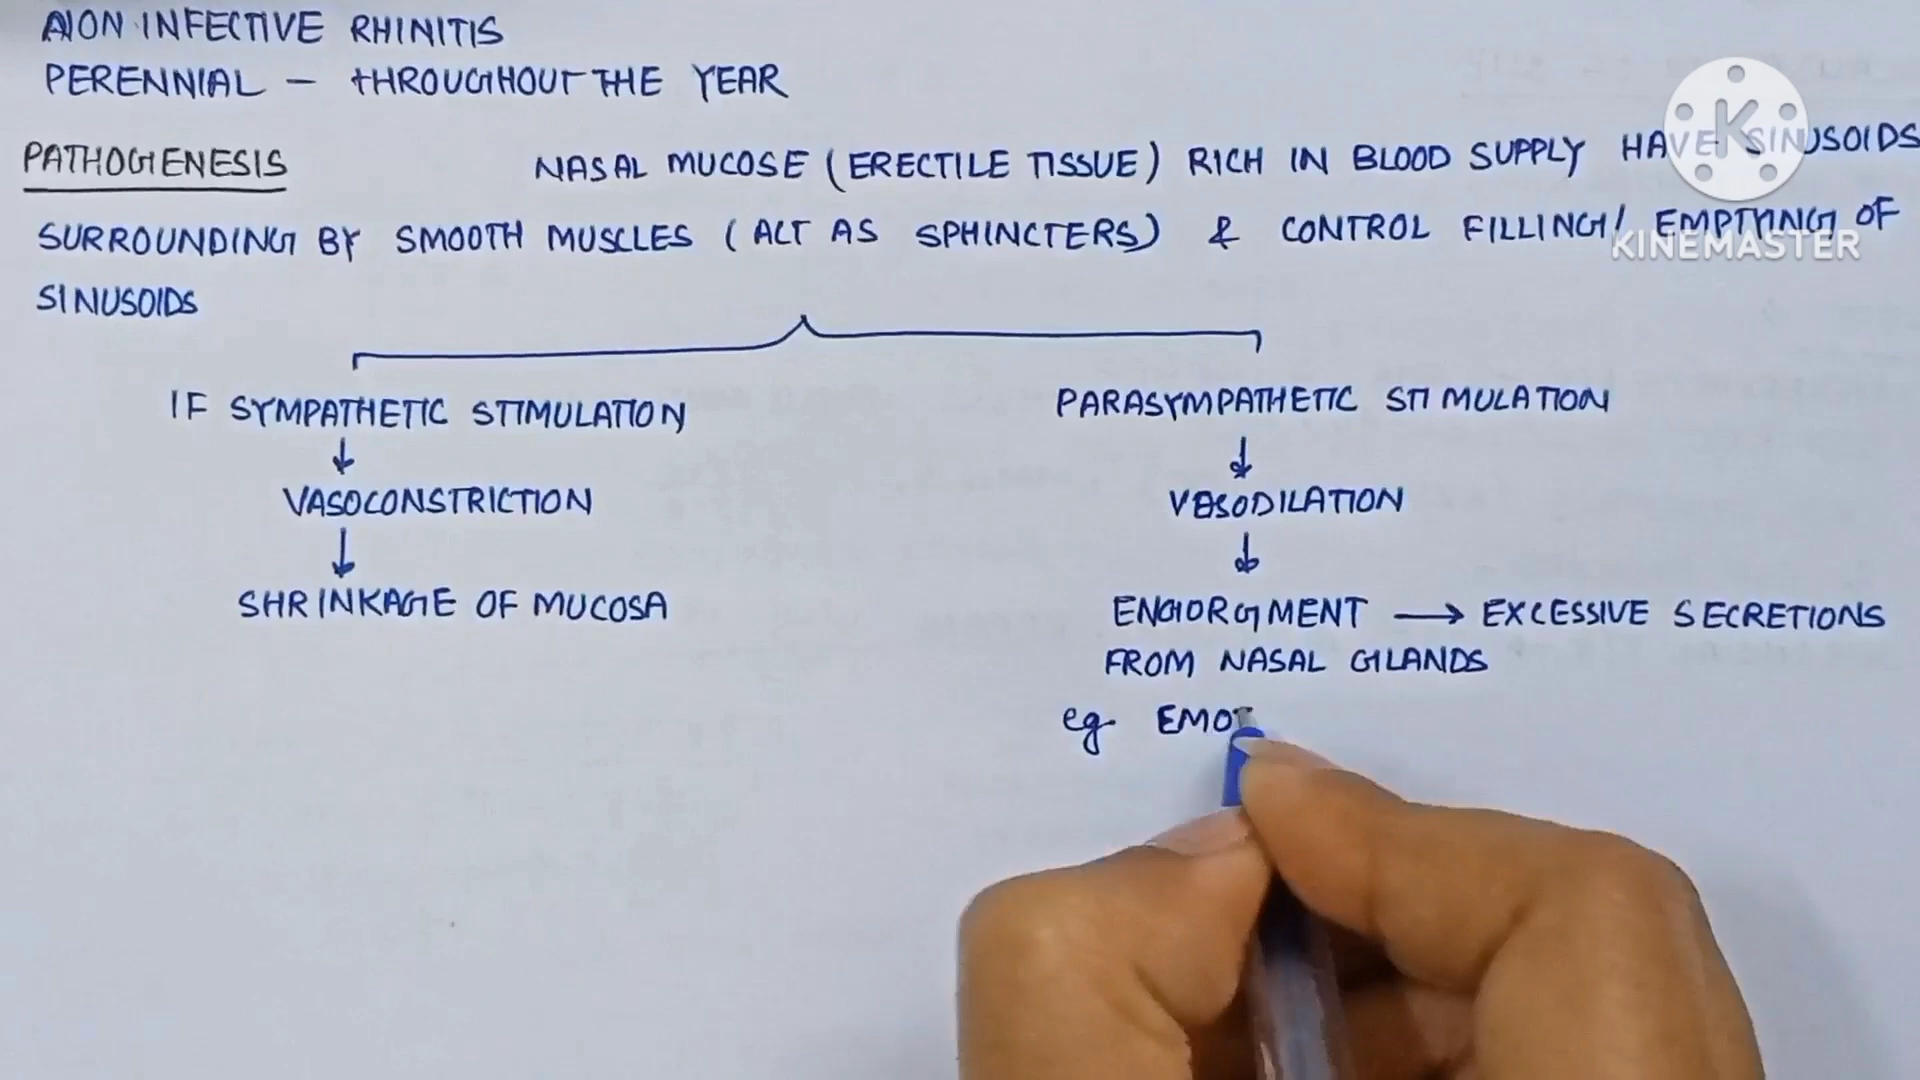 NON INFECTIVE RHINITIS
PERENNIAL — THROUGHOUT THE YEAR
PATHOGENESIS NASAL MUCOSE (ERECTILE TISSUE) RICH IN BLOOD SUPPLY HAVE SINUSOIDS
SURROUNDING BY SMOOTH MUSCLES (ALT AS SPHINCTERS) & CONTROL FILLING/ EMPTYING OF
KINEMASTER
SINUSOIDS
IF SYMPATHETIC STIMULATION
↓
VASOCONSTRICTION
↓
SHRINKAGE OF MUCOSA
PARASYMPATHETIC STIMULATION
↓
VASODILATION
↓
ENGORGMENT → EXCESSIVE SECRETIONS
FROM NASAL GLANDS
eg EMOT